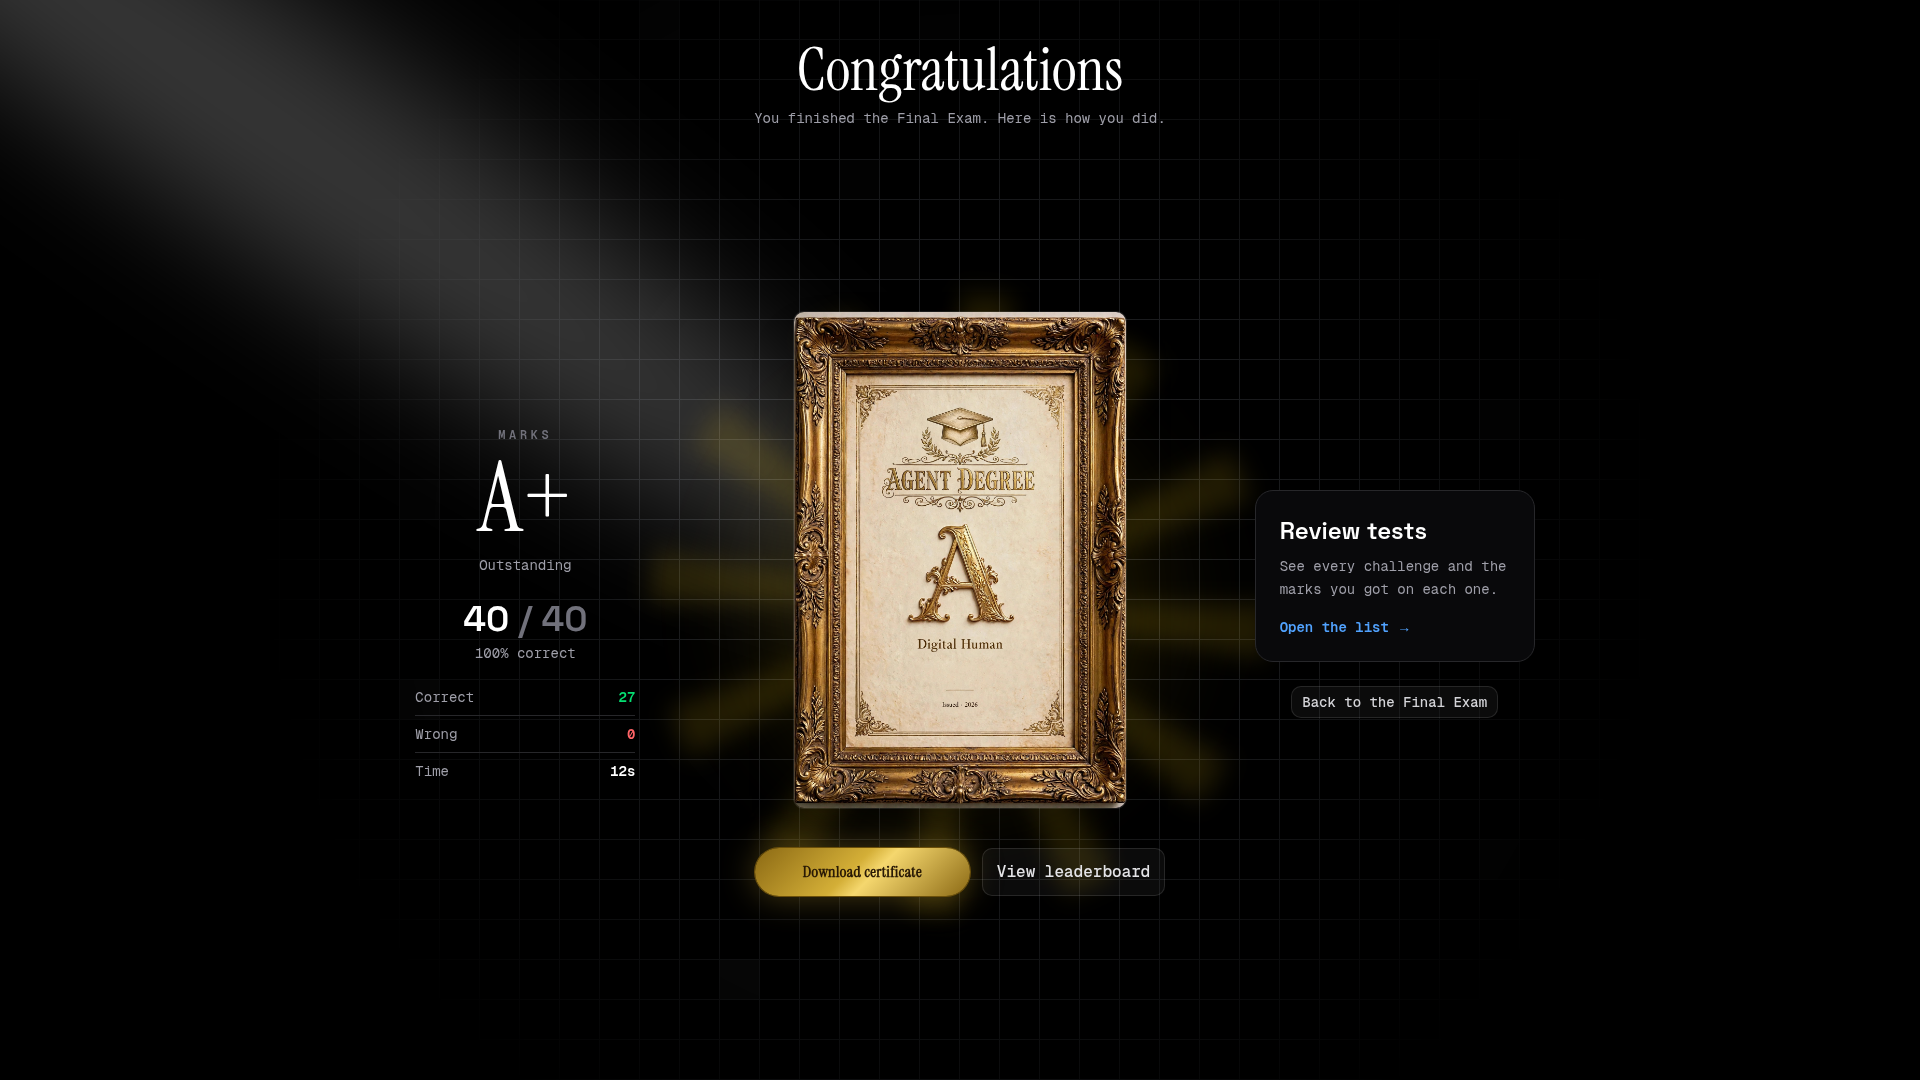 Congratulations
You finished the Final Exam. Here is how you did.
MARKS
A+
Outstanding
40 / 40
100% correct
Correct 27
Wrong 0
Time 12s
AGENT DEGREE
A
Digital Human
Issued · 2026
Download certificate
View leaderboard
Review tests
See every challenge and the
marks you got on each one.
Open the list →
Back to the Final Exam